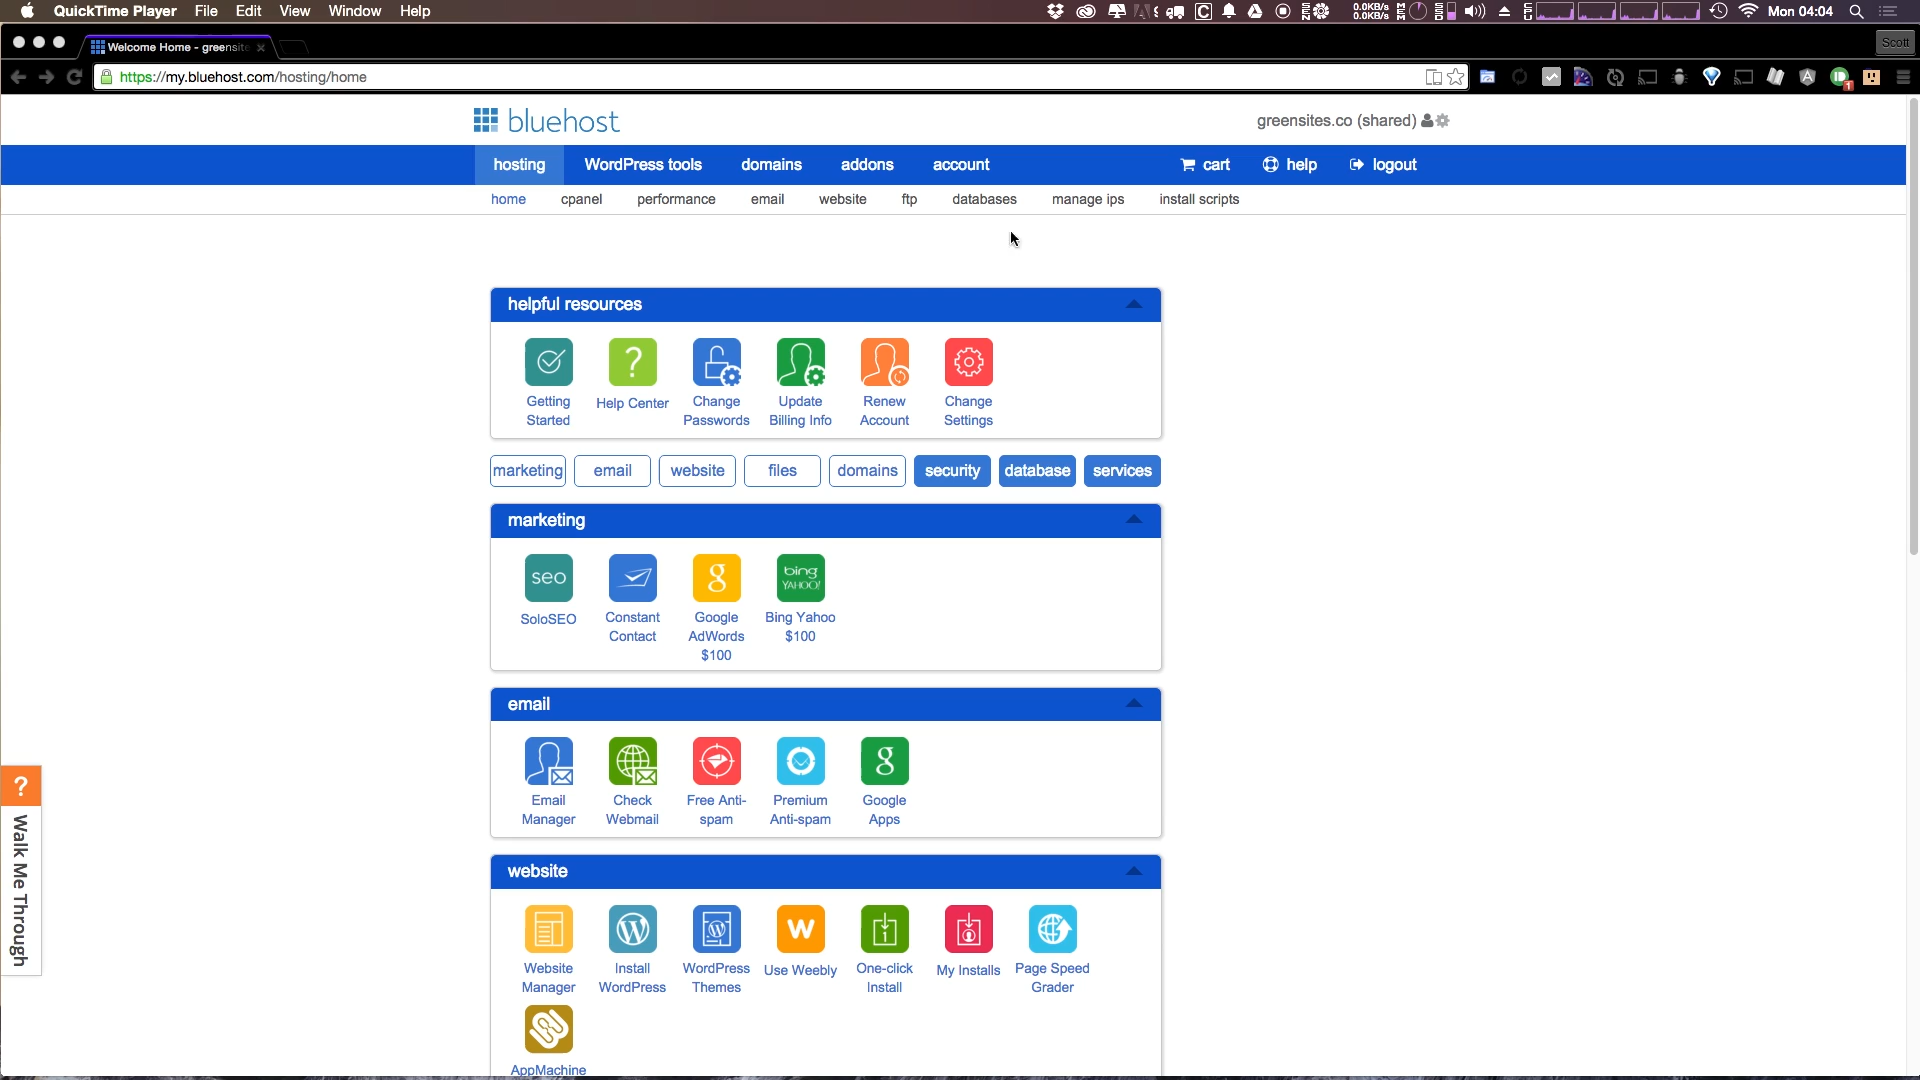 QuickTime Player File Edit View Window Help
0.0KB/s
0.0KB/s
Mon 04:04
Welcome Home - greensite
Scott
https://my.bluehost.com/hosting/home
bluehost
greensites.co (shared)
hosting WordPress tools domains addons account cart help logout
home cpanel performance email website ftp databases manage ips install scripts
helpful resources
Getting Started
Help Center
Change Passwords
Update Billing Info
Renew Account
Change Settings
marketing email website files domains security database services
marketing
seo
bing
YAHOO!
SoloSEO
Constant Contact
Google AdWords $100
Bing Yahoo $100
email
Email Manager
Check Webmail
Free Anti-spam
Premium Anti-spam
Google Apps
website
Website Manager
Install WordPress
WordPress Themes
Use Weebly
One-click Install
My Installs
Page Speed Grader
AppMachine
? Walk Me Through